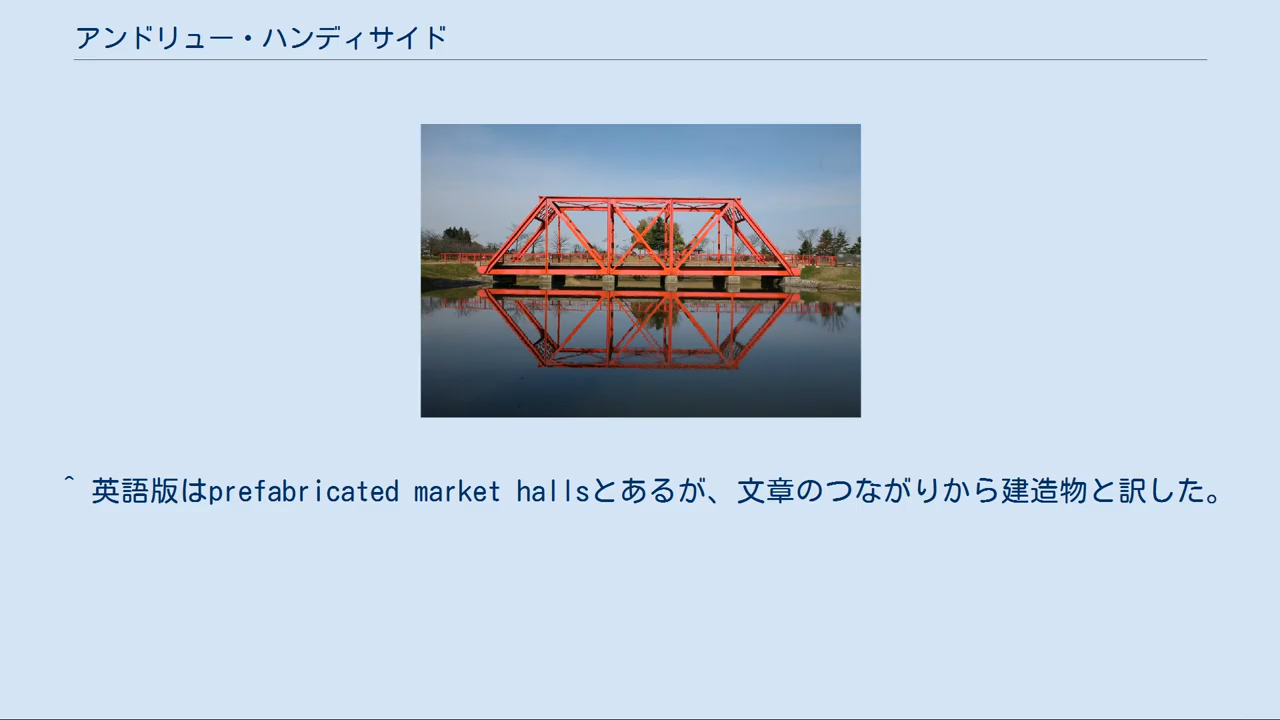 アンドリュー・ハンディサイド
^ 英語版はprefabricated market hallsとあるが、文章のつながりから建造物と訳した。